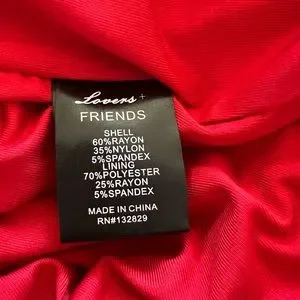 Lovers +
FRIENDS
SHELL
60%RAYON
35%NYLON
5%SPANDEX
LINING
70%POLYESTER
25%RAYON
5%SPANDEX
MADE IN CHINA
RN#132829